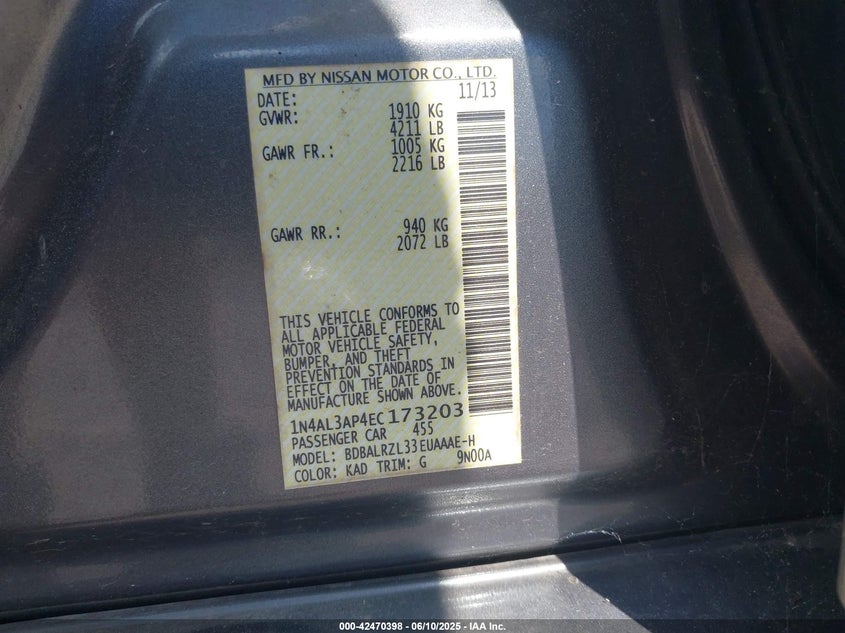 MFD BY NISSAN MOTOR CO., LTD.
DATE: 11/13
GVWR: 1910 KG
4211 LB
GAWR FR.: 1005 KG
2216 LB
GAWR RR.: 940 KG
2072 LB
THIS VEHICLE CONFORMS TO
ALL APPLICABLE FEDERAL
MOTOR VEHICLE SAFETY,
BUMPER, AND THEFT
PREVENTION STANDARDS IN
EFFECT ON THE DATE OF
MANUFACTURE SHOWN ABOVE.
1N4AL3AP4EC173203
PASSENGER CAR 455
MODEL: BDBALRZL33EUAAAE-H
COLOR: KAD TRIM: G 9N00A
000-42470398 - 06/10/2025 - IAA Inc.